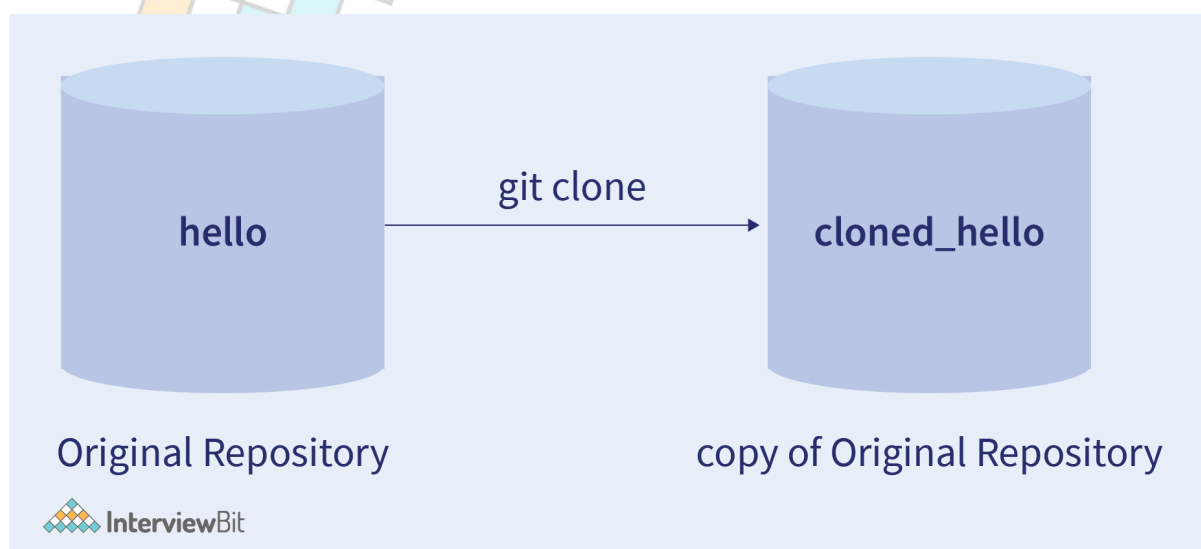 git clone
hello
cloned_hello
Original Repository
copy of Original Repository
InterviewBit